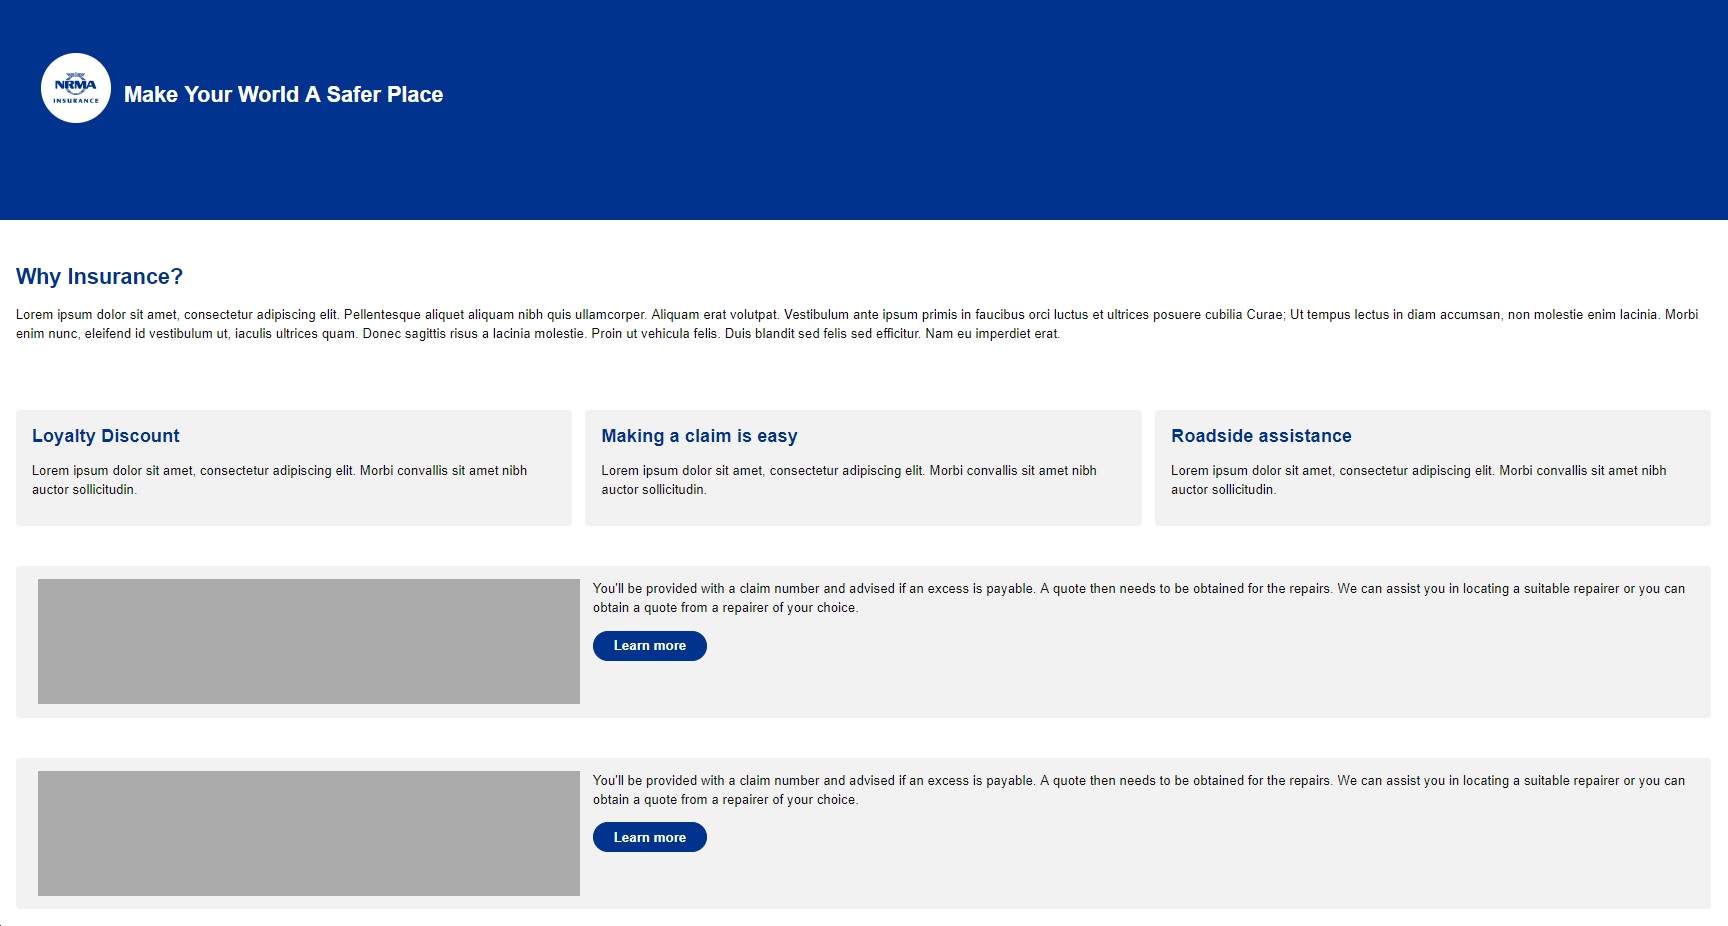 NRMA
INSURANCE
Make Your World A Safer Place
Why Insurance?
Lorem ipsum dolor sit amet, consectetur adipiscing elit. Pellentesque aliquet aliquam nibh quis ullamcorper. Aliquam erat volutpat. Vestibulum ante ipsum primis in faucibus orci luctus et ultrices posuere cubilia Curae; Ut tempus lectus in diam accumsan, non molestie enim lacinia. Morbi
enim nunc, eleifend id vestibulum ut, iaculis ultrices quam. Donec sagittis risus a lacinia molestie. Proin ut vehicula felis. Duis blandit sed felis sed efficitur. Nam eu imperdiet erat.
Loyalty Discount
Lorem ipsum dolor sit amet, consectetur adipiscing elit. Morbi convallis sit amet nibh
auctor sollicitudin.
Making a claim is easy
Lorem ipsum dolor sit amet, consectetur adipiscing elit. Morbi convallis sit amet nibh
auctor sollicitudin.
Roadside assistance
Lorem ipsum dolor sit amet, consectetur adipiscing elit. Morbi convallis sit amet nibh
auctor sollicitudin.
You'll be provided with a claim number and advised if an excess is payable. A quote then needs to be obtained for the repairs. We can assist you in locating a suitable repairer or you can
obtain a quote from a repairer of your choice.
Learn more
You'll be provided with a claim number and advised if an excess is payable. A quote then needs to be obtained for the repairs. We can assist you in locating a suitable repairer or you can
obtain a quote from a repairer of your choice.
Learn more